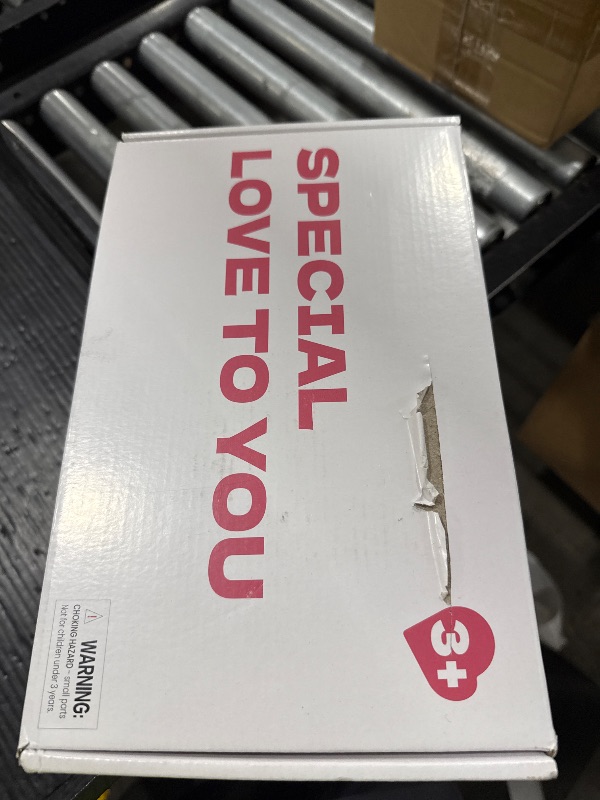 SPECIAL
LOVE TO YOU
3+
WARNING:
CHOKING HAZARD - small parts
Not for children under 3 years.